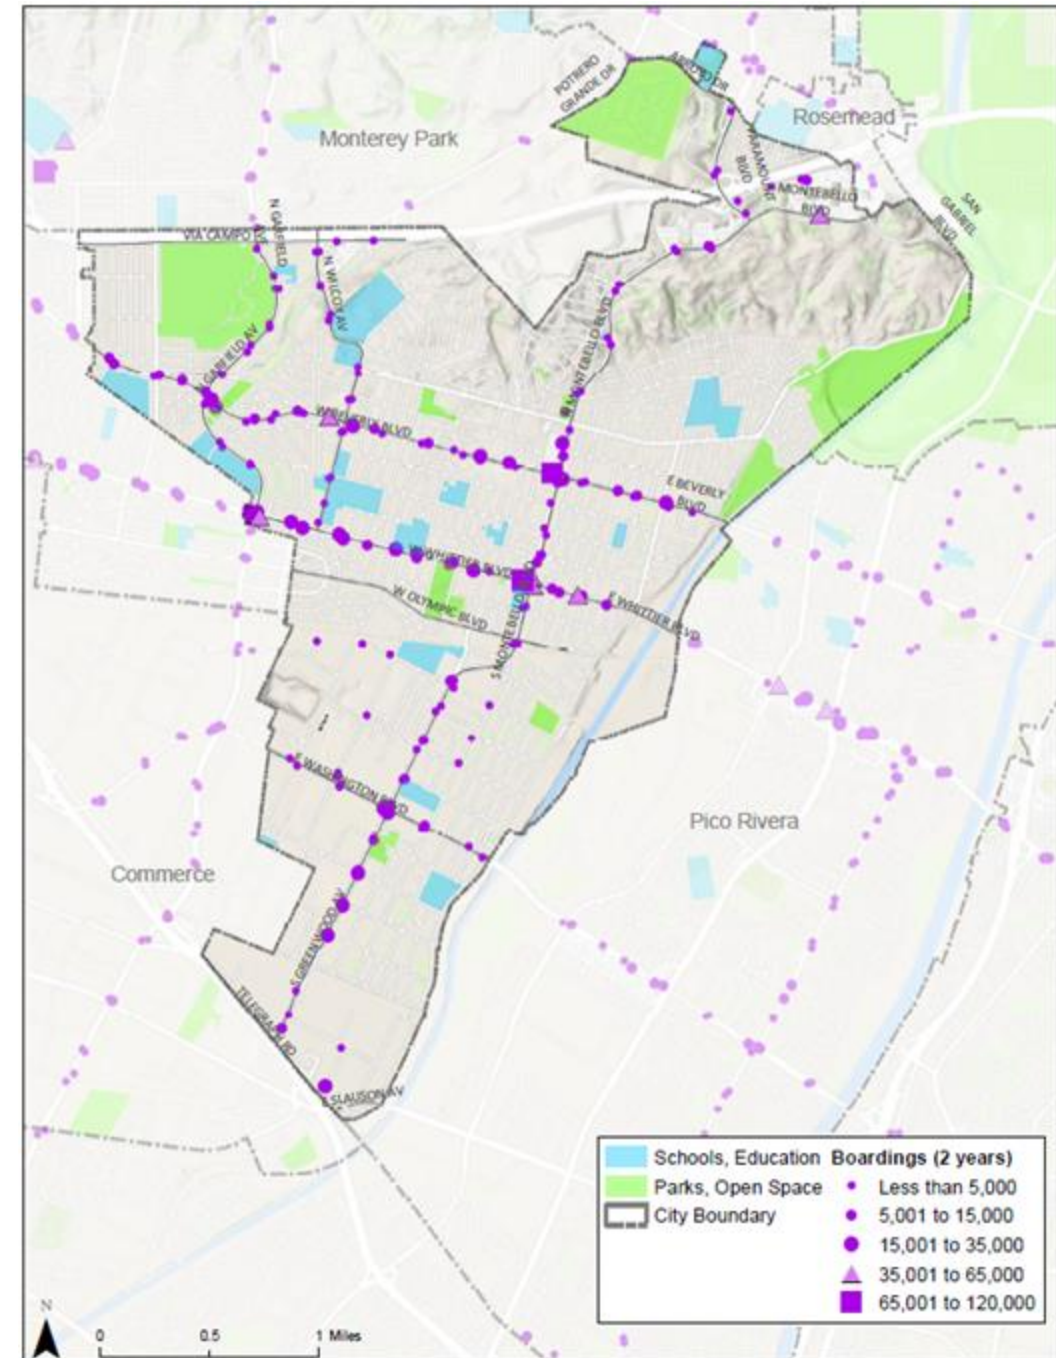 POTRERO
GRANDE DR
ARROYO DR
Rosemead
Monterey Park
PARAMOUNT
BLVD
MONTEBELLO
BLVD
SAN
GABRIEL
BLVD
VIA CAMPO
N GARFIELD
AV
N WILCOX AV
N GARFIELD AV
N MONTEBELLO BLVD
W BEVERLY BLVD
E BEVERLY
BLVD
W WHITTIER BLVD
E WHITTIER BLVD
W OLYMPIC BLVD
S MONTEBELLO
E WASHINGTON BLVD
Pico Rivera
Commerce
S GREENWOOD AV
TELEGRAPH RD
E SLAUSON AV
Schools, Education
Parks, Open Space
City Boundary
Boardings (2 years)
Less than 5,000
5,001 to 15,000
15,001 to 35,000
35,001 to 65,000
65,001 to 120,000
N
0 0.5 1 Miles